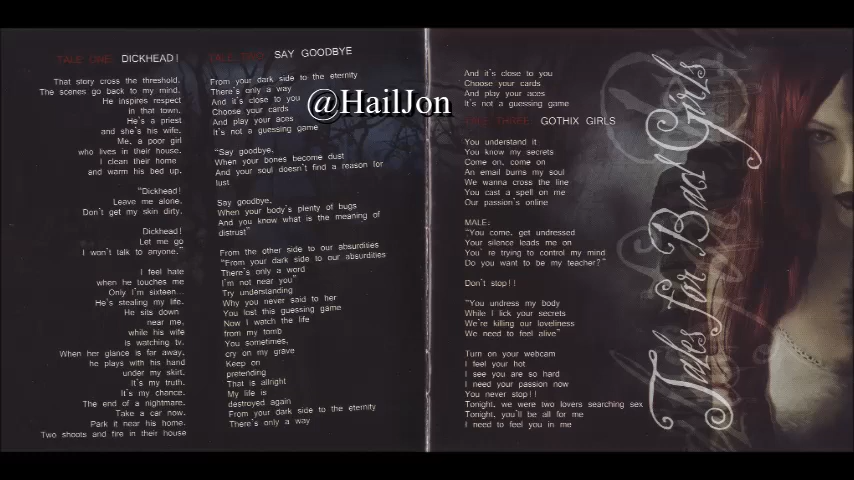 TALE ONE: DICKHEAD!
That story cross the threshold.
The scenes go back to my mind.
He inspires respect
in that town.
He's a priest
and she's his wife.
Me, a poor girl
who lives in their house.
I clean their home
and warm his bed up.
"Dickhead!
Leave me alone.
Don't get my skin dirty.
Dickhead!
Let me go
I won't talk to anyone."
I feel hate
when he touches me
Only I'm sixteen...
He's stealing my life.
He sits down
near me,
while his wife
is watching tv.
When her glance is far away,
he plays with his hand
under my skirt.
It's my truth.
It's my chance.
The end of a nightmare.
Take a car now.
Park it near his home.
Two shoots and fire in their house
TALE TWO: SAY GOODBYE
From your dark side to the eternity
There's only a way
And it's close to you
Choose your cards
And play your aces
It's not a guessing game
"Say goodbye,
When your bones become dust
And your soul doesn't find a reason for
lust
Say goodbye,
When your body's plenty of bugs
And you know what is the meaning of
distrust"
From the other side to our absurdities
"From your dark side to our absurdities
There's only a word
I'm not near you"
Try understanding
Why you never said to her
You lost this guessing game
Now I watch the life
from my tomb
You sometimes,
cry on my grave
Keep on
pretending
That is allright
My life is
destroyed again
From your dark side to the eternity
There's only a way
@HailJon
And it's close to you
Choose your cards
And play your aces
It's not a guessing game
TALE THREE: GOTHIX GIRLS
You understand it
You know my secrets
Come on, come on
An email burns my soul
We wanna cross the line
You cast a spell on me
Our passion's online
MALE:
"You come, get undressed
Your silence leads me on
You're trying to control my mind
Do you want to be my teacher?"
Don't stop!!
"You undress my body
While I lick your secrets
We're killing our loveliness
We need to feel alive"
Turn on your webcam
I feel your hot
I see you are so hard
I need your passion now
You never stop!!
Tonight, we were two lovers searching sex
Tonight, you'll be all for me
I need to feel you in me
Tales for Bad Girls